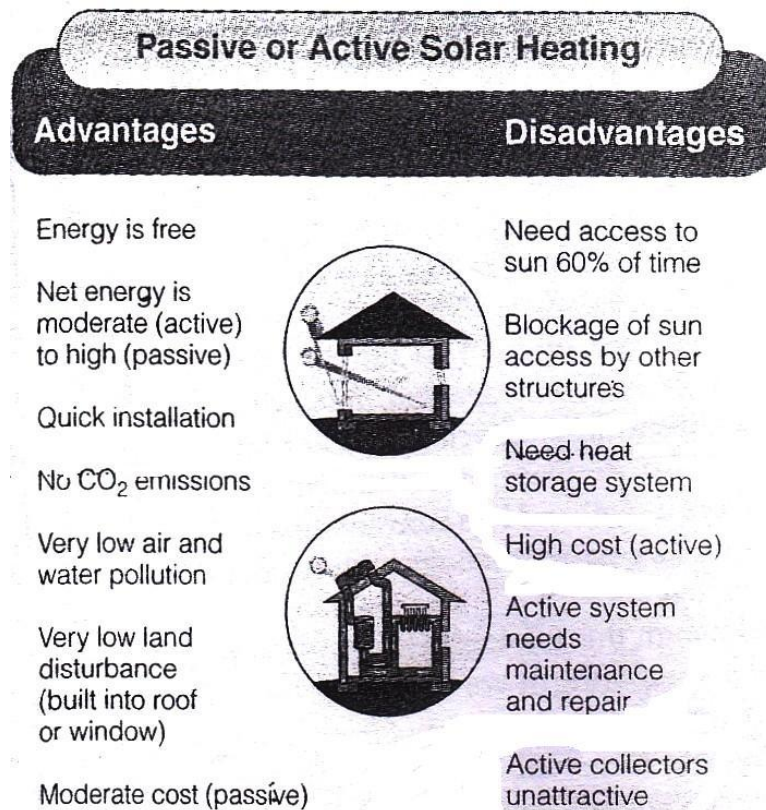 Passive or Active Solar Heating
Advantages
Disadvantages
Energy is free
Net energy is
moderate (active)
to high (passive)
Quick installation
No CO₂ emissions
Very low air and
water pollution
Very low land
disturbance
(built into roof
or window)
Moderate cost (passive)
Need access to
sun 60% of time
Blockage of sun
access by other
structures
Need heat
storage system
High cost (active)
Active system
needs
maintenance
and repair
Active collectors
unattractive